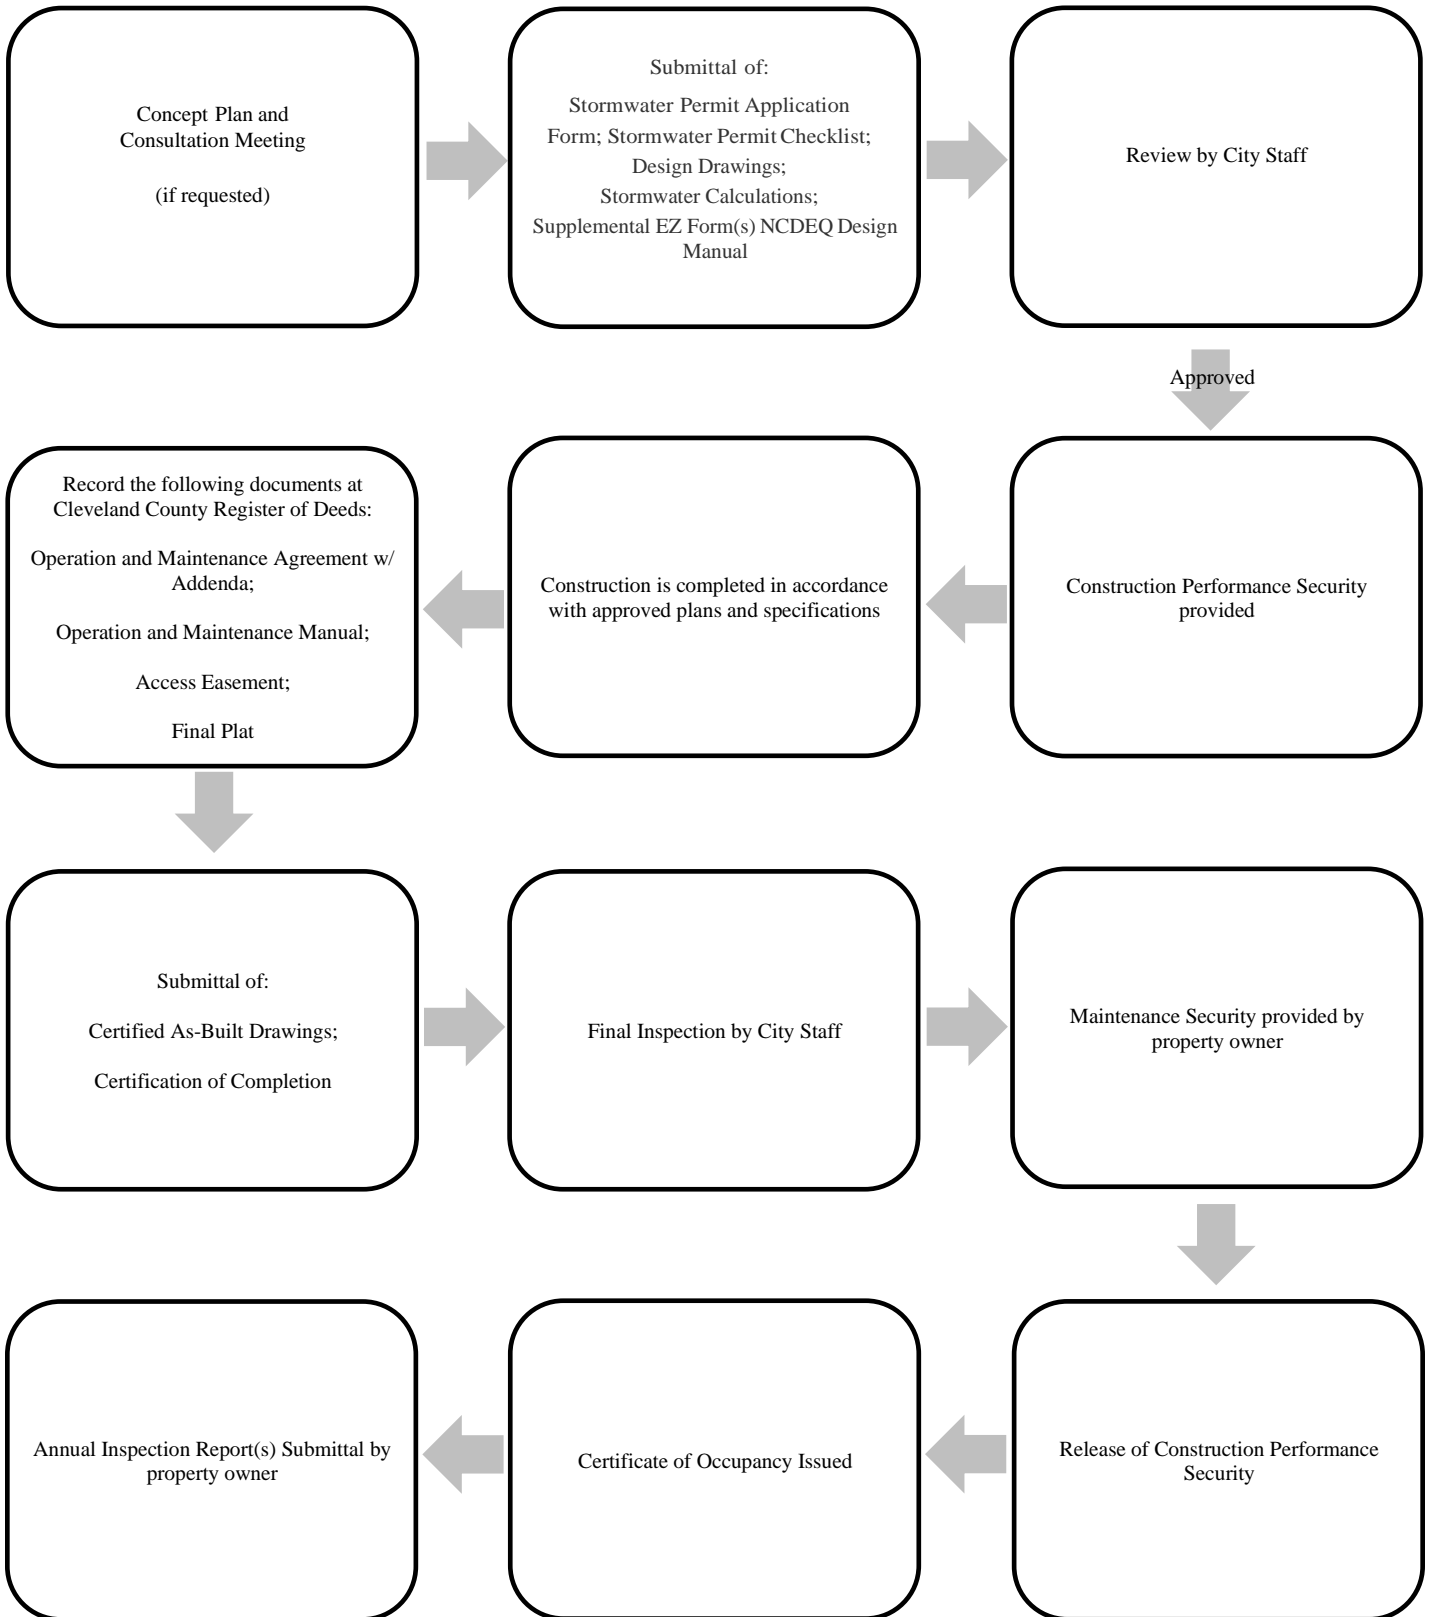 Concept Plan and
Consultation Meeting
(if requested)
Submittal of:
Stormwater Permit Application
Form; Stormwater Permit Checklist;
Design Drawings;
Stormwater Calculations;
Supplemental EZ Form(s) NCDEQ Design
Manual
Review by City Staff
Approved
Construction Performance Security
provided
Construction is completed in accordance
with approved plans and specifications
Record the following documents at
Cleveland County Register of Deeds:
Operation and Maintenance Agreement w/
Addenda;
Operation and Maintenance Manual;
Access Easement;
Final Plat
Submittal of:
Certified As-Built Drawings;
Certification of Completion
Final Inspection by City Staff
Maintenance Security provided by
property owner
Release of Construction Performance
Security
Certificate of Occupancy Issued
Annual Inspection Report(s) Submittal by
property owner